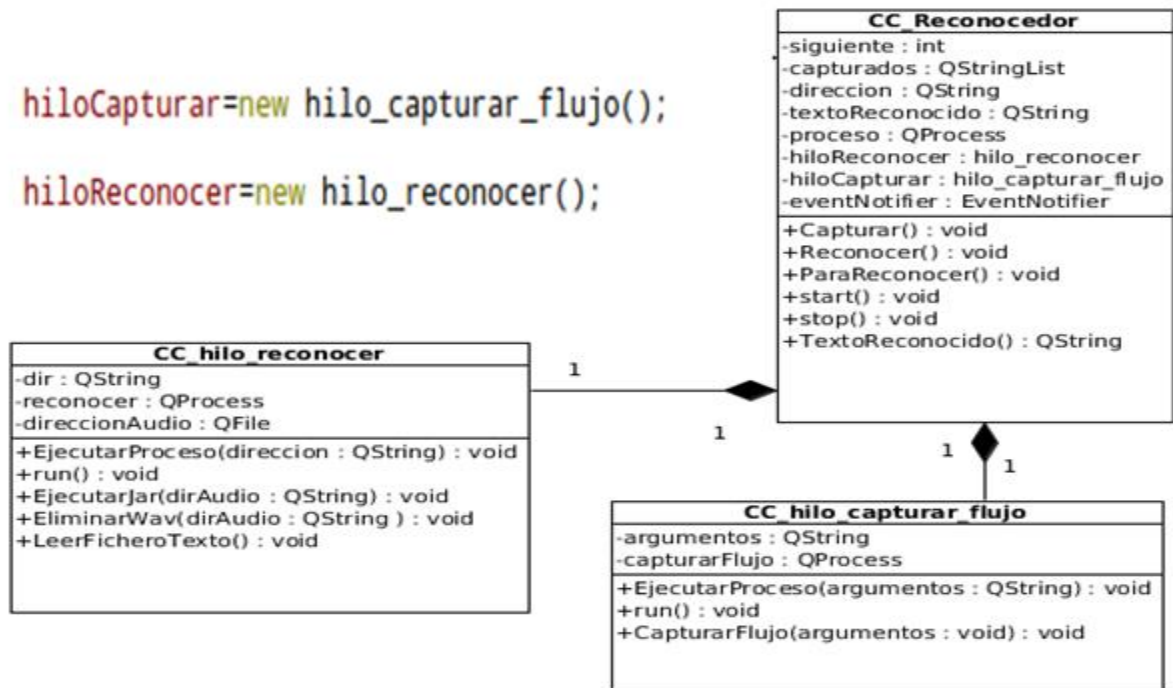 hiloCapturar=new hilo_capturar_flujo();
hiloReconocer=new hilo_reconocer();
CC_Reconocedor
-siguiente : int
-capturados : QStringList
-direccion : QString
-textoReconocido : QString
-proceso : QProcess
-hiloReconocer : hilo_reconocer
-hiloCapturar : hilo_capturar_flujo
-eventNotifier : EventNotifier
+Capturar() : void
+Reconocer() : void
+ParaReconocer() : void
+start() : void
+stop() : void
+TextoReconocido() : QString
CC_hilo_reconocer
-dir : QString
-reconocer : QProcess
-direccionAudio : QFile
+EjecutarProceso(direccion : QString) : void
+run() : void
+EjecutarJar(dirAudio : QString) : void
+EliminarWav(dirAudio : QString ) : void
+LeerFicheroTexto() : void
1
1
1
1
CC_hilo_capturar_flujo
-argumentos : QString
-capturarFlujo : QProcess
+EjecutarProceso(argumentos : QString) : void
+run() : void
+CapturarFlujo(argumentos : void) : void